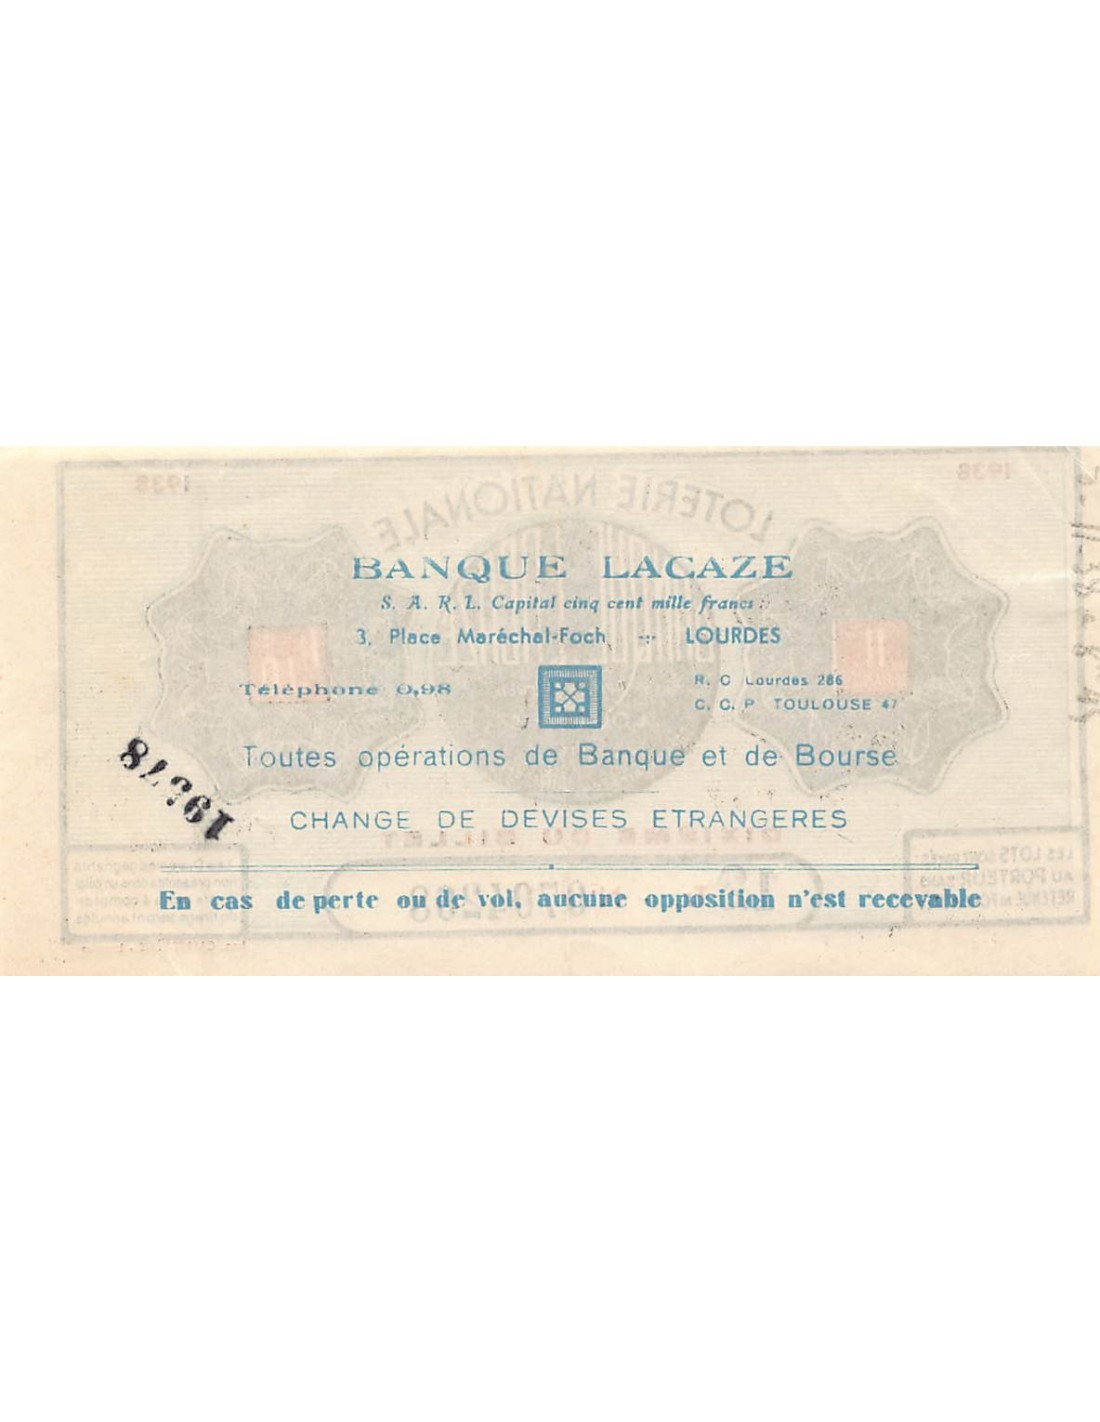 BANQUE LACAZE
S. A. R. L. Capital cinq cent mille francs
3, Place Maréchal-Foch -:- LOURDES
Téléphone 0,98
R. C Lourdes 286
C. C. P TOULOUSE 47
Toutes opérations de Banque et de Bourse
CHANGE DE DEVISES ETRANGERES
En cas de perte ou de vol, aucune opposition n'est recevable
LOTERIE NATIONALE
1938
1938